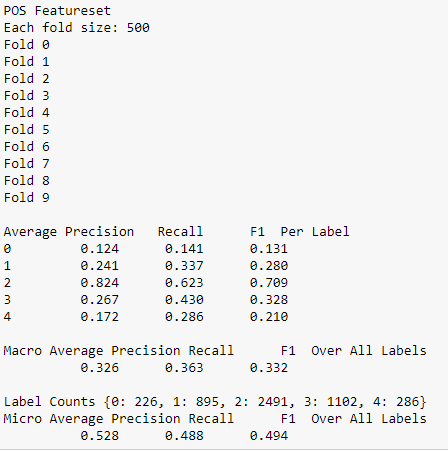 POS Featureset
Each fold size: 500
Fold 0
Fold 1
Fold 2
Fold 3
Fold 4
Fold 5
Fold 6
Fold 7
Fold 8
Fold 9
Average Precision Recall F1 Per Label
0 0.124 0.141 0.131
1 0.241 0.337 0.280
2 0.824 0.623 0.709
3 0.267 0.430 0.328
4 0.172 0.286 0.210
Macro Average Precision Recall F1 Over All Labels
0.326 0.363 0.332
Label Counts {0: 226, 1: 895, 2: 2491, 3: 1102, 4: 286}
Micro Average Precision Recall F1 Over All Labels
0.528 0.488 0.494